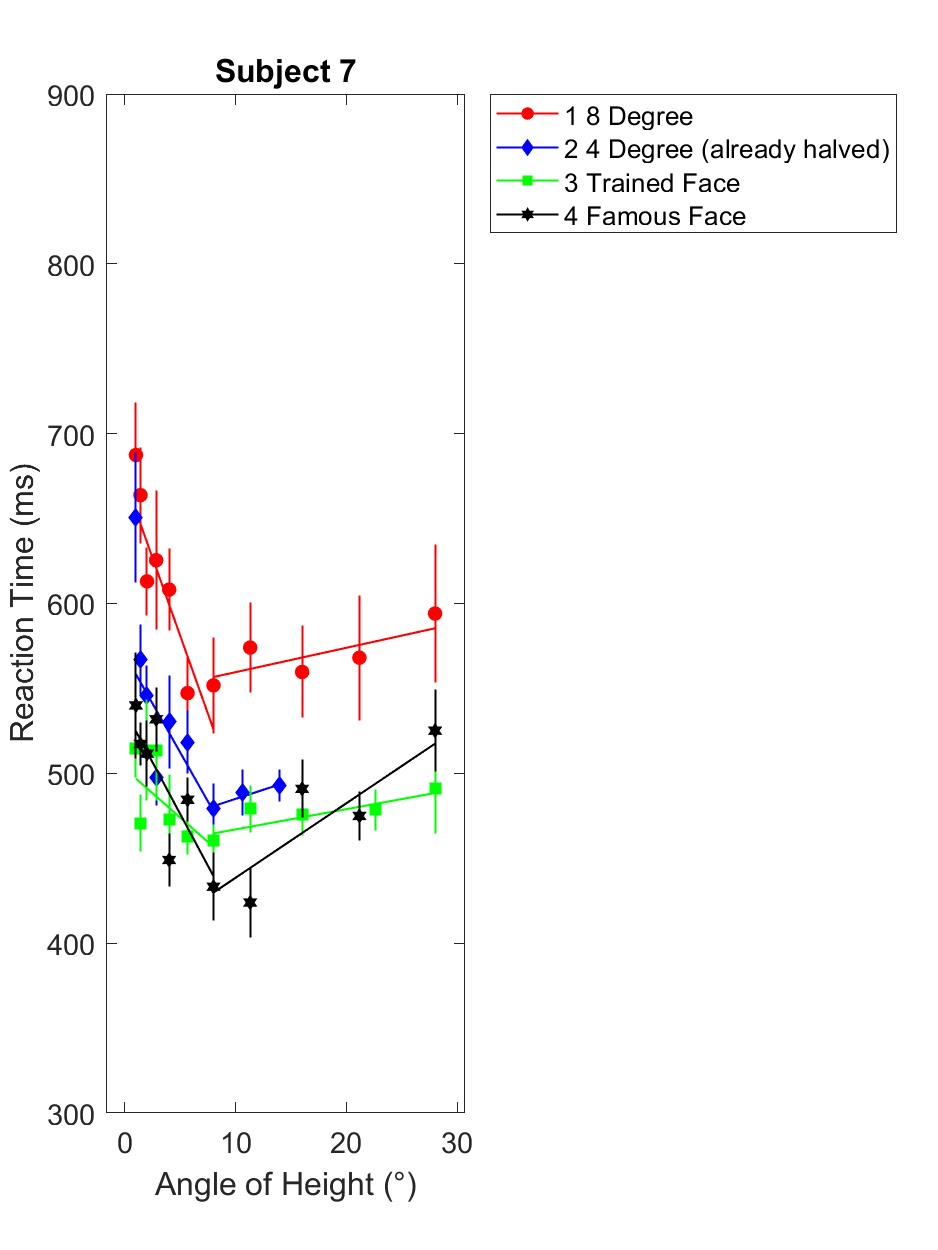 Subject 7
900
800
700
600
500
400
300
Reaction Time (ms)
0 10 20 30
Angle of Height (°)
1 8 Degree
2 4 Degree (already halved)
3 Trained Face
4 Famous Face